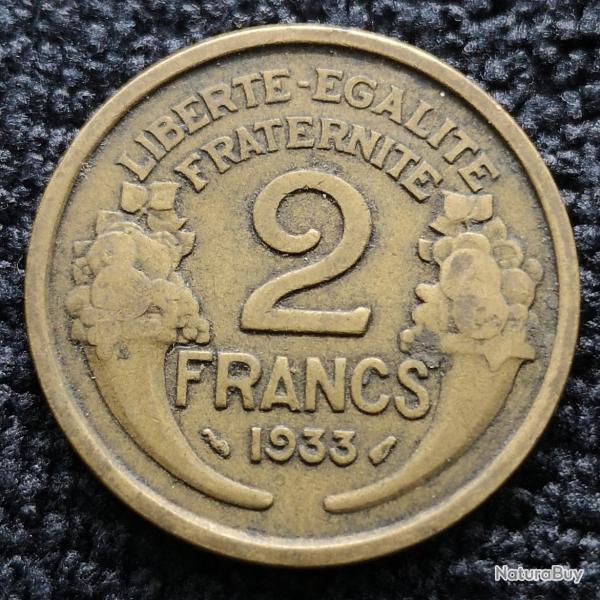 LIBERTE-EGALITE
FRATERNITE
2
FRANCS
1933
NaturaBuy